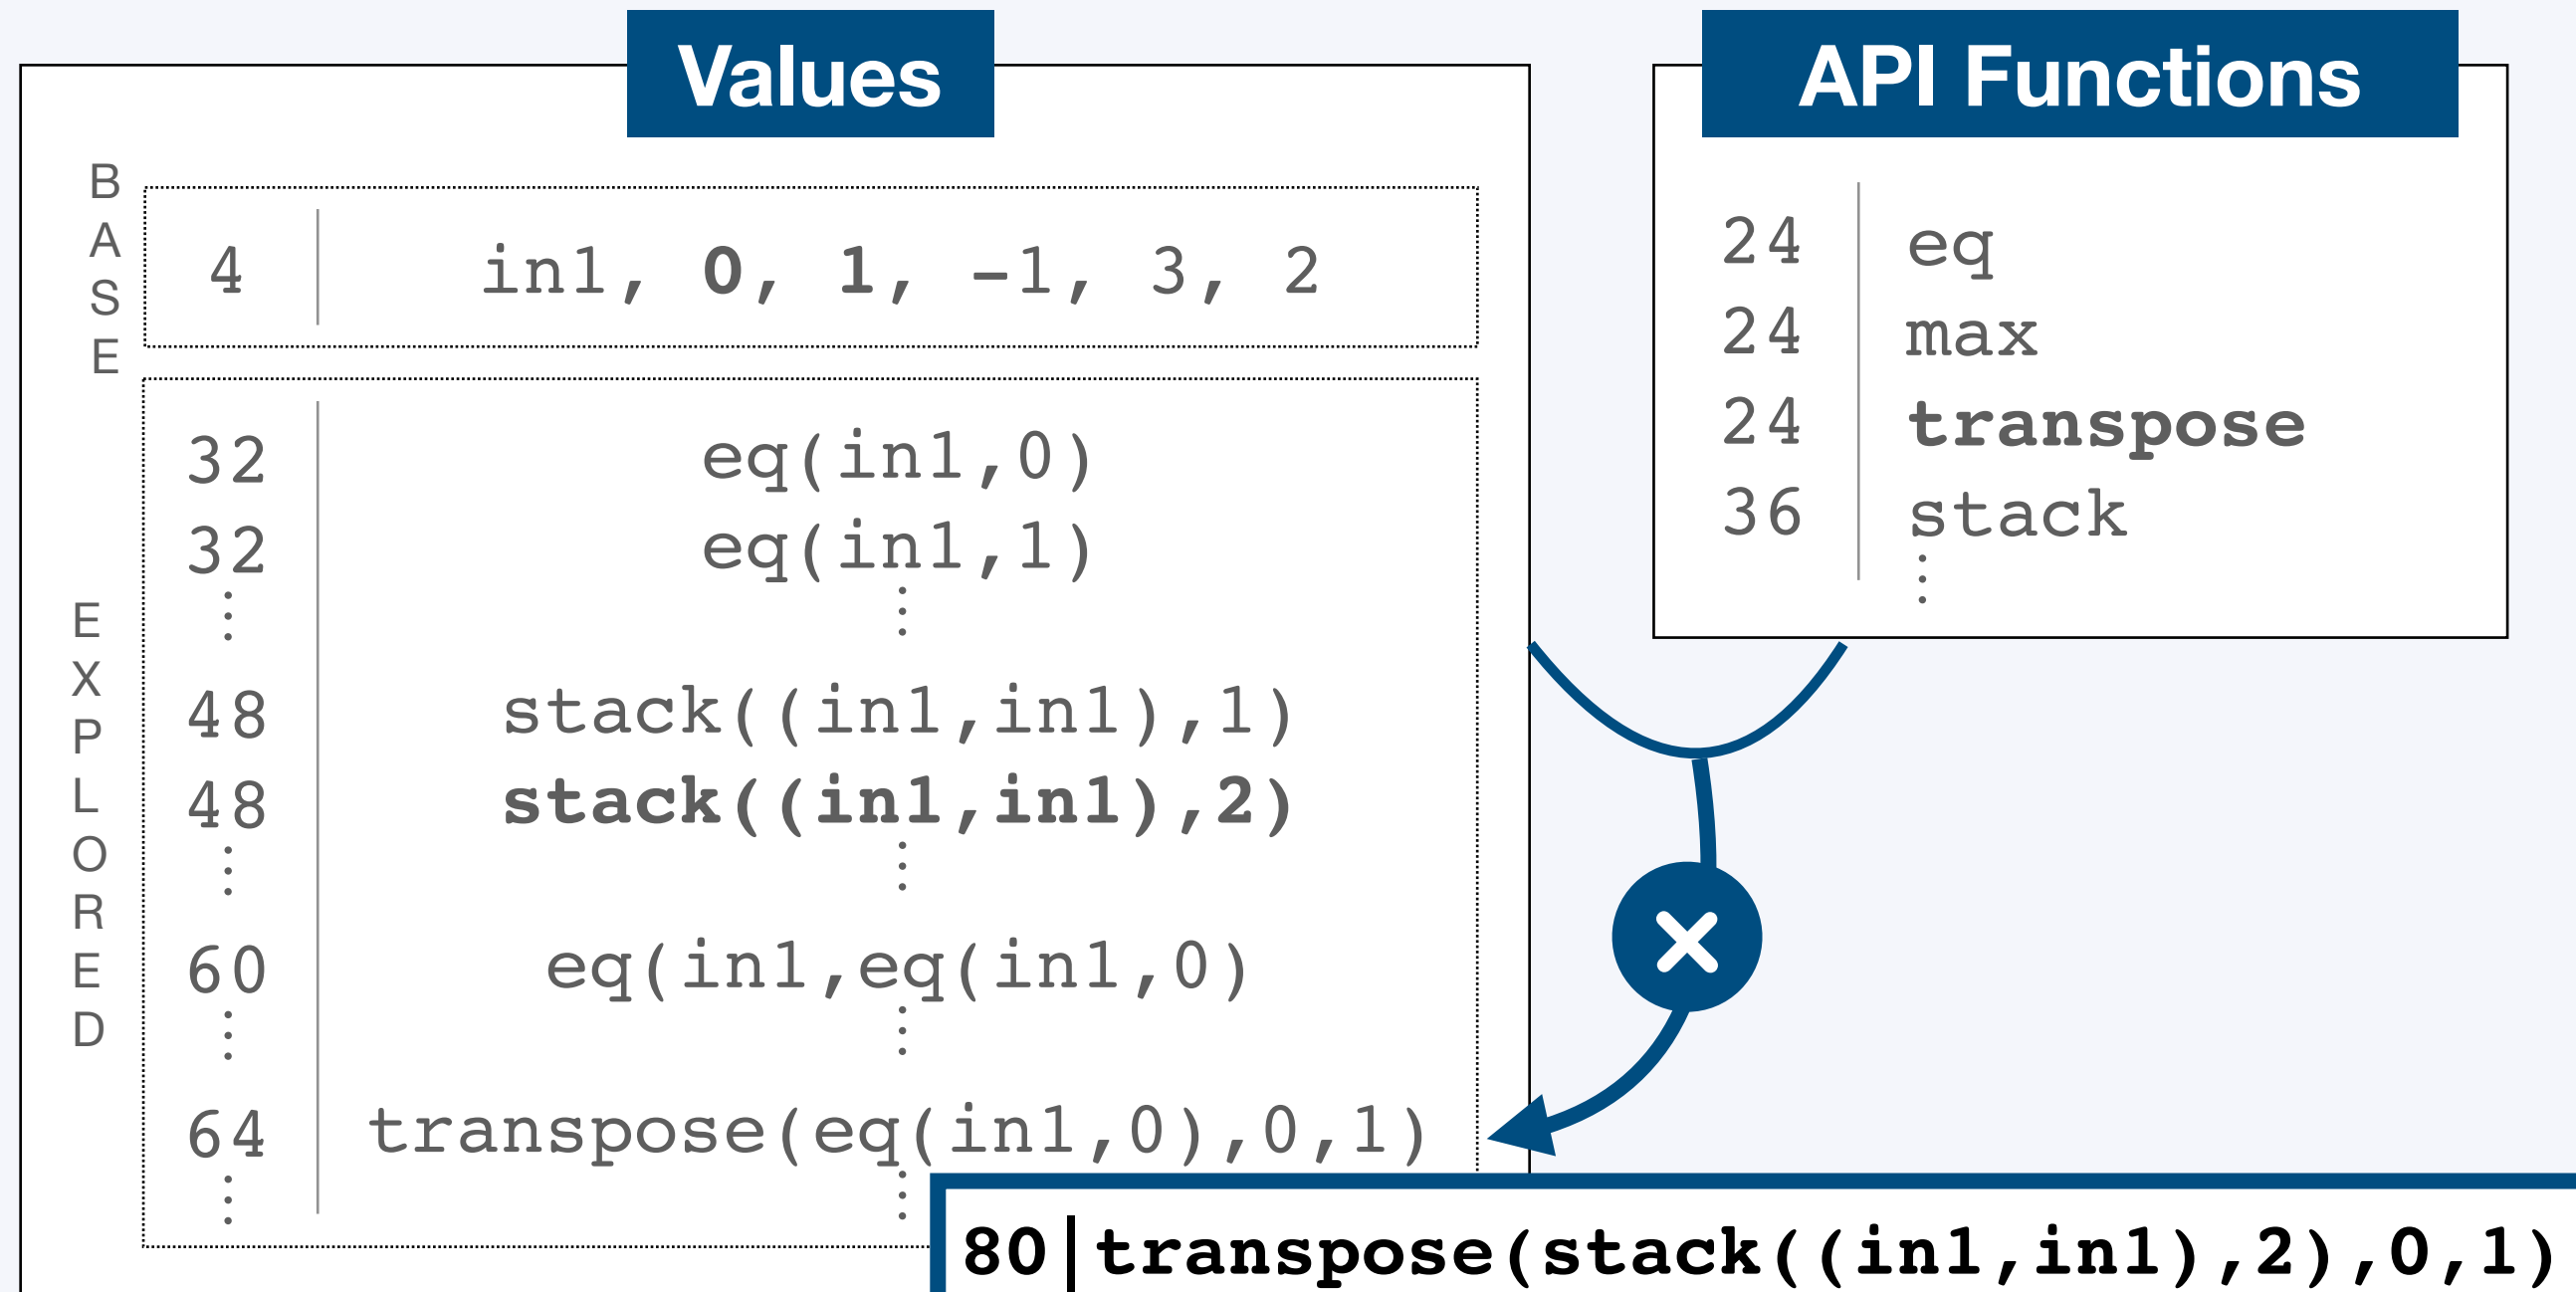 Values
BASE
4 in1, 0, 1, -1, 3, 2
EXPLORED
32 eq(in1,0)
32 eq(in1,1)
48 stack((in1,in1),1)
48 stack((in1,in1),2)
60 eq(in1,eq(in1,0)
64 transpose(eq(in1,0),0,1)
80|transpose(stack((in1,in1),2),0,1)
API Functions
24 eq
24 max
24 transpose
36 stack